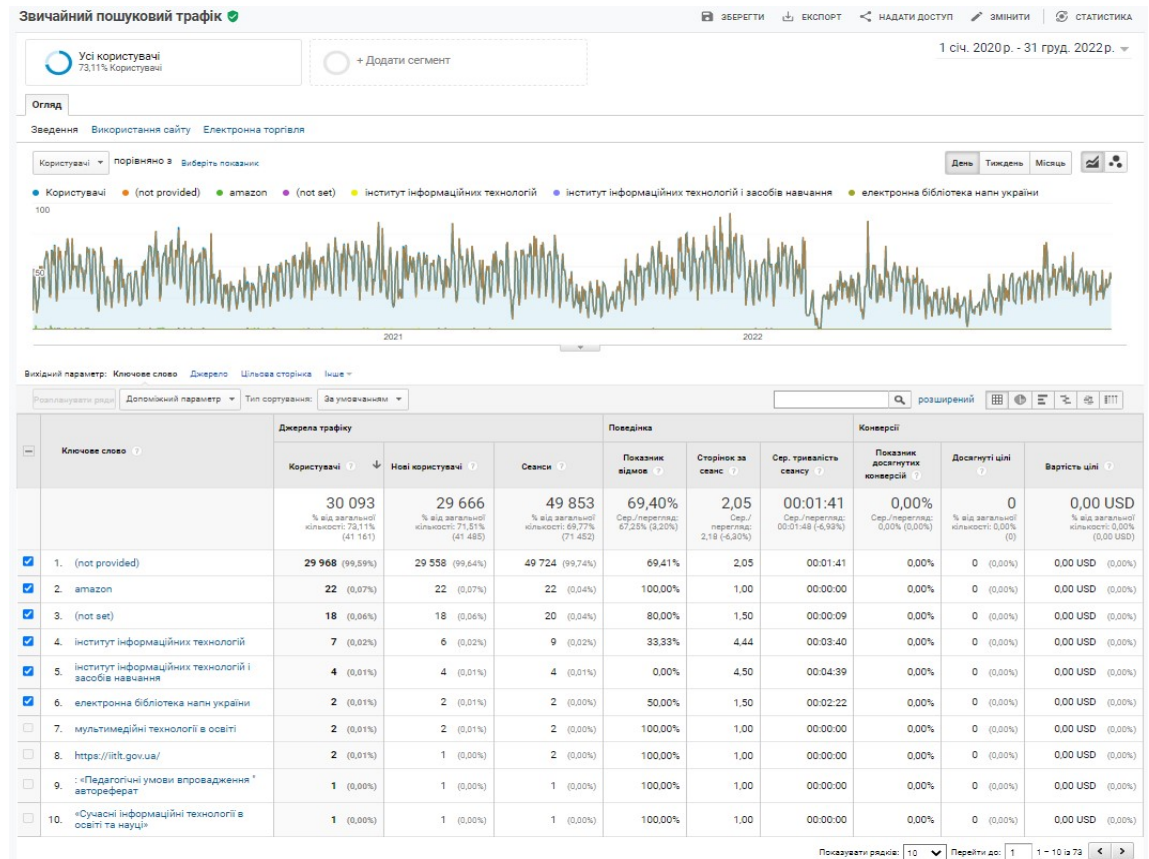 Звичайний пошуковий трафік
ЗБЕРЕГТИ ЕКСПОРТ НАДАТИ ДОСТУП ЗМІНИТИ СТАТИСТИКА
1 січ. 2020 р. - 31 груд. 2022 р.
Усі користувачі
73,11% Користувачі
+ Додати сегмент
Огляд
Зведення Використання сайту Електронна торгівля
Користувачі порівняно з Виберіть показник
День Тиждень Місяць
Користувачі (not provided) amazon (not set) інститут інформаційних технологій інститут інформаційних технологій і засобів навчання електронна бібліотека напн україни
100
50
2021 2022
Вихідний параметр: Ключове слово Джерело Цільова сторінка Інше
Розпланувати ряди Допоміжний параметр Тип сортування: За умовчанням розширений
Джерела трафіку Поведінка Конверсії
Ключове слово Користувачі Нові користувачі Сеанси Показник відмов Сторінок за сеанс Сер. тривалість сеансу Показник досягнутих конверсій Досягнуті цілі Вартість цілі
30 093 29 666 49 853 69,40% 2,05 00:01:41 0,00% 0 0,00 USD
% від загальної кількості: 73,11% (41 161) % від загальної кількості: 71,51% (41 485) % від загальної кількості: 69,77% (71 452) Сер./перегляд: 67,25% (3,20%) Сер./перегляд: 2,18 (-6,30%) Сер./перегляд: 00:01:48 (-6,93%) Сер./перегляд: 0,00% (0,00%) % від загальної кількості: 0,00% (0) % від загальної кількості: 0,00% (0,00 USD)
1. (not provided) 29 968 (99,59%) 29 558 (99,64%) 49 724 (99,74%) 69,41% 2,05 00:01:41 0,00% 0 (0,00%) 0,00 USD (0,00%)
2. amazon 22 (0,07%) 22 (0,07%) 22 (0,04%) 100,00% 1,00 00:00:00 0,00% 0 (0,00%) 0,00 USD (0,00%)
3. (not set) 18 (0,06%) 18 (0,06%) 20 (0,04%) 80,00% 1,50 00:00:09 0,00% 0 (0,00%) 0,00 USD (0,00%)
4. інститут інформаційних технологій 7 (0,02%) 6 (0,02%) 9 (0,02%) 33,33% 4,44 00:03:40 0,00% 0 (0,00%) 0,00 USD (0,00%)
5. інститут інформаційних технологій і засобів навчання 4 (0,01%) 4 (0,01%) 4 (0,01%) 0,00% 4,50 00:04:39 0,00% 0 (0,00%) 0,00 USD (0,00%)
6. електронна бібліотека напн україни 2 (0,01%) 2 (0,01%) 2 (0,00%) 50,00% 1,50 00:02:22 0,00% 0 (0,00%) 0,00 USD (0,00%)
7. мультимедійні технології в освіті 2 (0,01%) 2 (0,01%) 2 (0,00%) 100,00% 1,00 00:00:00 0,00% 0 (0,00%) 0,00 USD (0,00%)
8. https://iitlt.gov.ua/ 2 (0,01%) 1 (0,00%) 2 (0,00%) 100,00% 1,00 00:00:00 0,00% 0 (0,00%) 0,00 USD (0,00%)
9. : «Педагогічні умови впровадження " автореферат 1 (0,00%) 1 (0,00%) 1 (0,00%) 100,00% 1,00 00:00:00 0,00% 0 (0,00%) 0,00 USD (0,00%)
10. «Сучасні інформаційні технології в освіті та науці» 1 (0,00%) 1 (0,00%) 1 (0,00%) 100,00% 1,00 00:00:00 0,00% 0 (0,00%) 0,00 USD (0,00%)
Показувати рядків: 10 Перейти до: 1 1 – 10 із 73